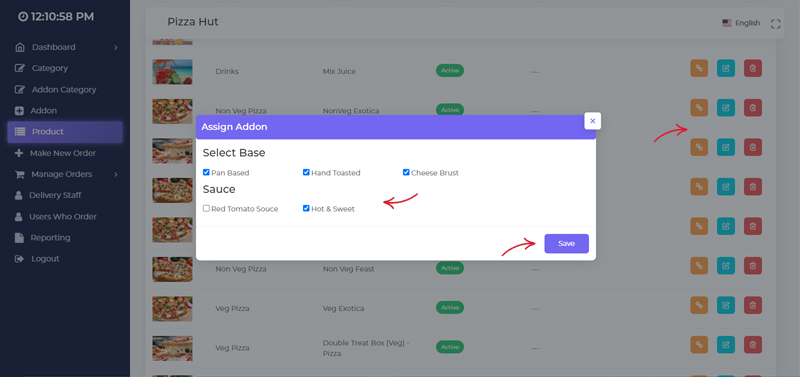 12:10:58 PM
Pizza Hut
English
Dashboard
Category
Addon Category
Addon
Product
Make New Order
Manage Orders
Delivery Staff
Users Who Order
Reporting
Logout
Drinks Mix Juice Active ---
Non Veg Pizza NonVeg Exotica Active ---
Assign Addon
×
Select Base
Pan Based Hand Toasted Cheese Brust
Sauce
Red Tomato Souce Hot & Sweet
Save
Non Veg Pizza Non Veg Feast Active ---
Veg Pizza Veg Exotica Active ---
Veg Pizza Double Treat Box (Veg) - Active ---
Pizza